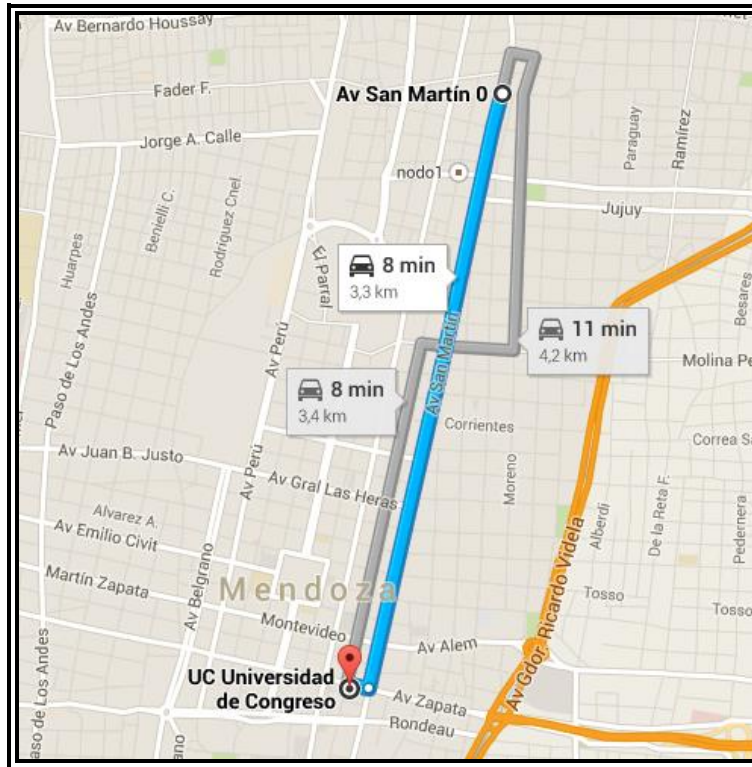 Av Bernardo Houssay
Fader F.
Av San Martín 0
Jorge A. Calle
Paraguay
Ramírez
nodo1
Jujuy
Benielli C.
Rodriguez Cnel.
Huarpes
El Parral
8 min
3,3 km
Besares
Paso de Los Andes
Av Perú
11 min
4,2 km
Av San Martín
Molina Pe
8 min
3,4 km
Corrientes
Correa Sa
Av Juan B. Justo
Av Perú
Av Gral Las Heras
Moreno
De la Reta F.
Pedernera
Alvarez A.
Av Emilio Civit
Alberdi
Av Belgrano
Martín Zapata
Mendoza
Tosso
Tosso
Av Gdor. Ricardo Videla
Montevideo
Av Alem
UC Universidad
de Congreso
Av Zapata
Rondeau
aso de Los Andes
ano